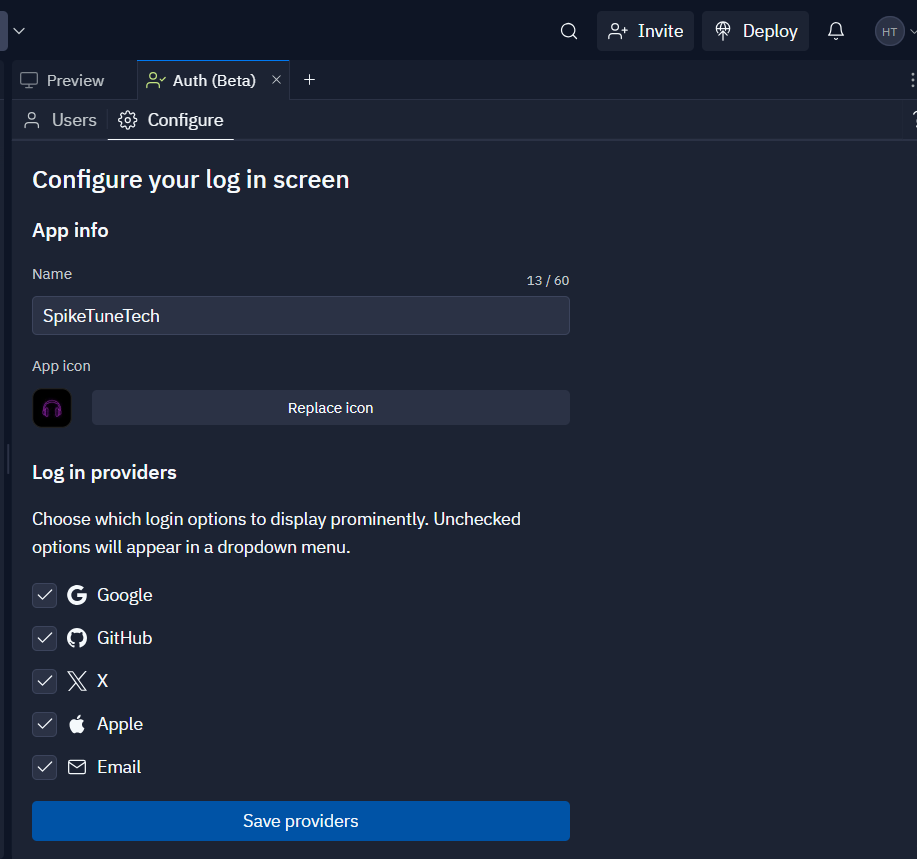 Invite
Deploy
HT
Preview
Auth (Beta)
Users
Configure
Configure your log in screen
App info
Name
13 / 60
SpikeTuneTech
App icon
Replace icon
Log in providers
Choose which login options to display prominently. Unchecked
options will appear in a dropdown menu.
Google
GitHub
X
Apple
Email
Save providers